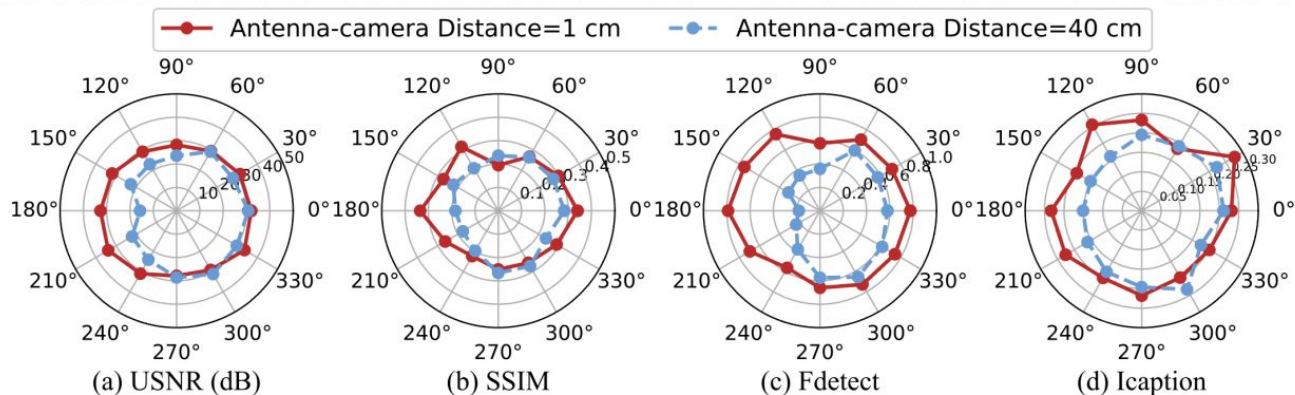 Antenna-camera Distance=1 cm Antenna-camera Distance=40 cm
90° 90° 90° 90°
120° 60° 120° 60° 120° 60° 120° 60°
150° 30° 150° 30° 150° 30° 150° 30°
10 20 30 40 50 0.1 0.2 0.3 0.4 0.5 0.2 0.4 0.6 0.8 1.0 0.05 0.10 0.15 0.20 0.25 0.30
180° 0° 180° 0° 180° 0° 180° 0°
210° 330° 210° 330° 210° 330° 210° 330°
240° 300° 240° 300° 240° 300° 240° 300°
270° 270° 270° 270°
(a) USNR (dB) (b) SSIM (c) Fdetect (d) Icaption